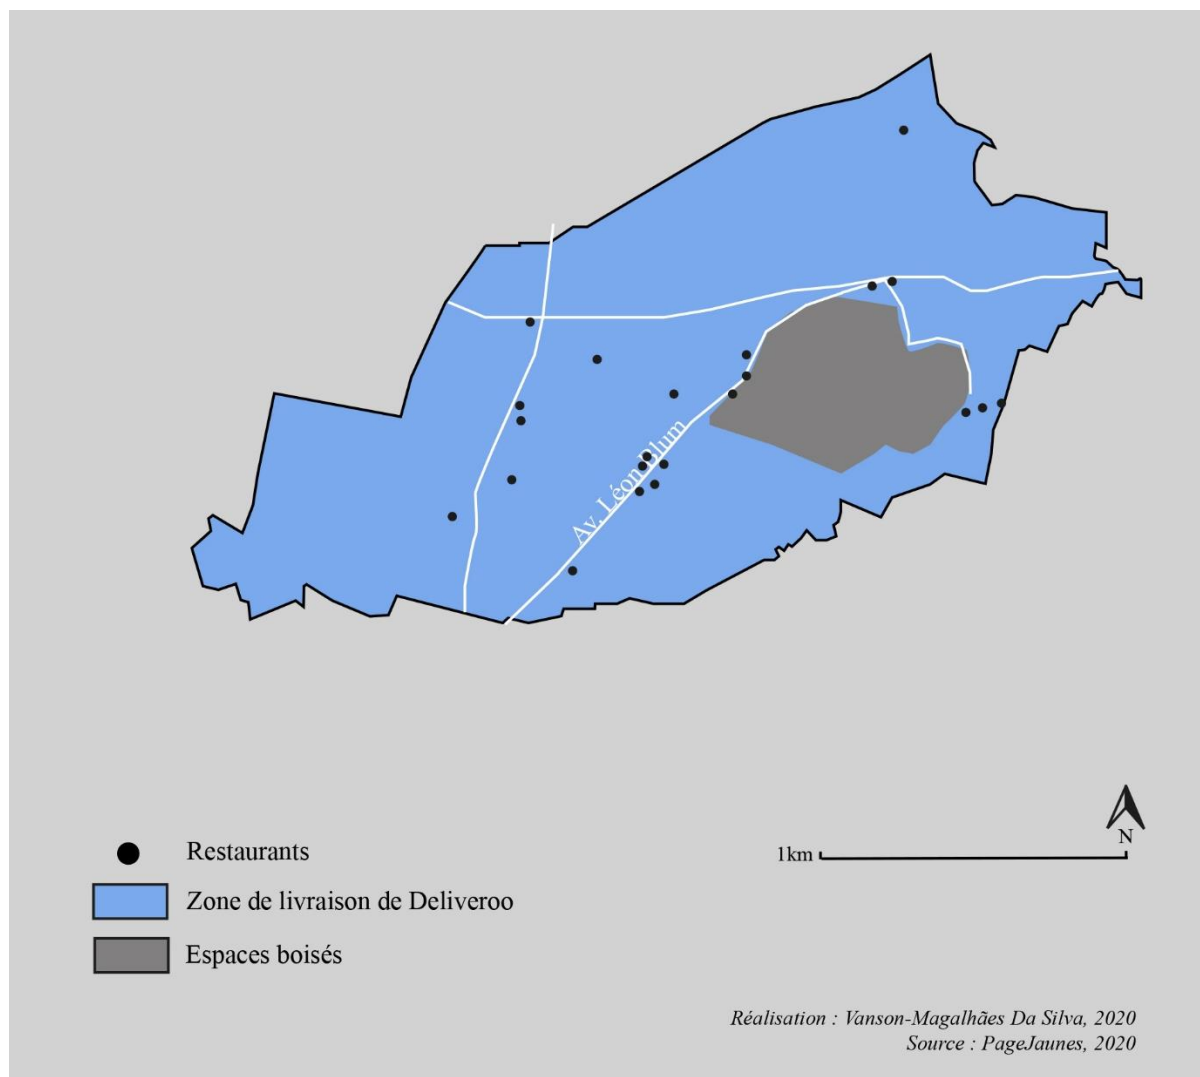 Av. Léon Blum
N
1km
Restaurants
Zone de livraison de Deliveroo
Espaces boisés
Réalisation : Vanson-Magalhães Da Silva, 2020
Source : PageJaunes, 2020